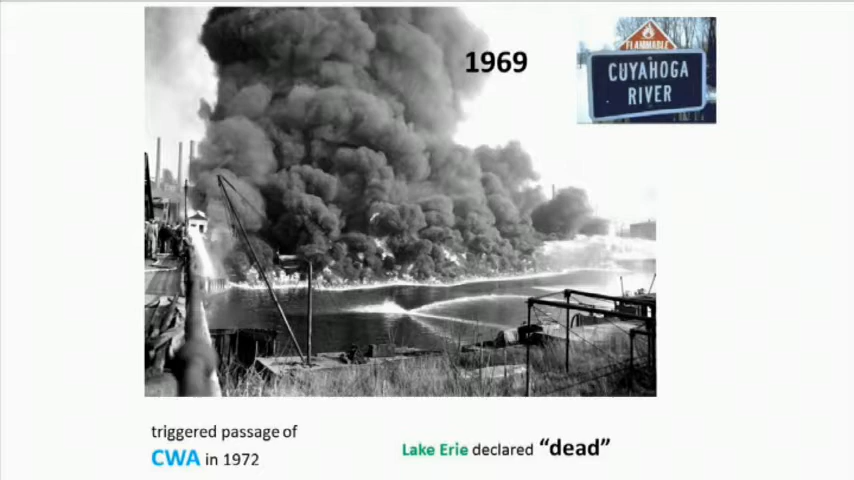 1969
FLAMMABLE
CUYAHOGA
RIVER
triggered passage of
CWA in 1972
Lake Erie declared “dead”